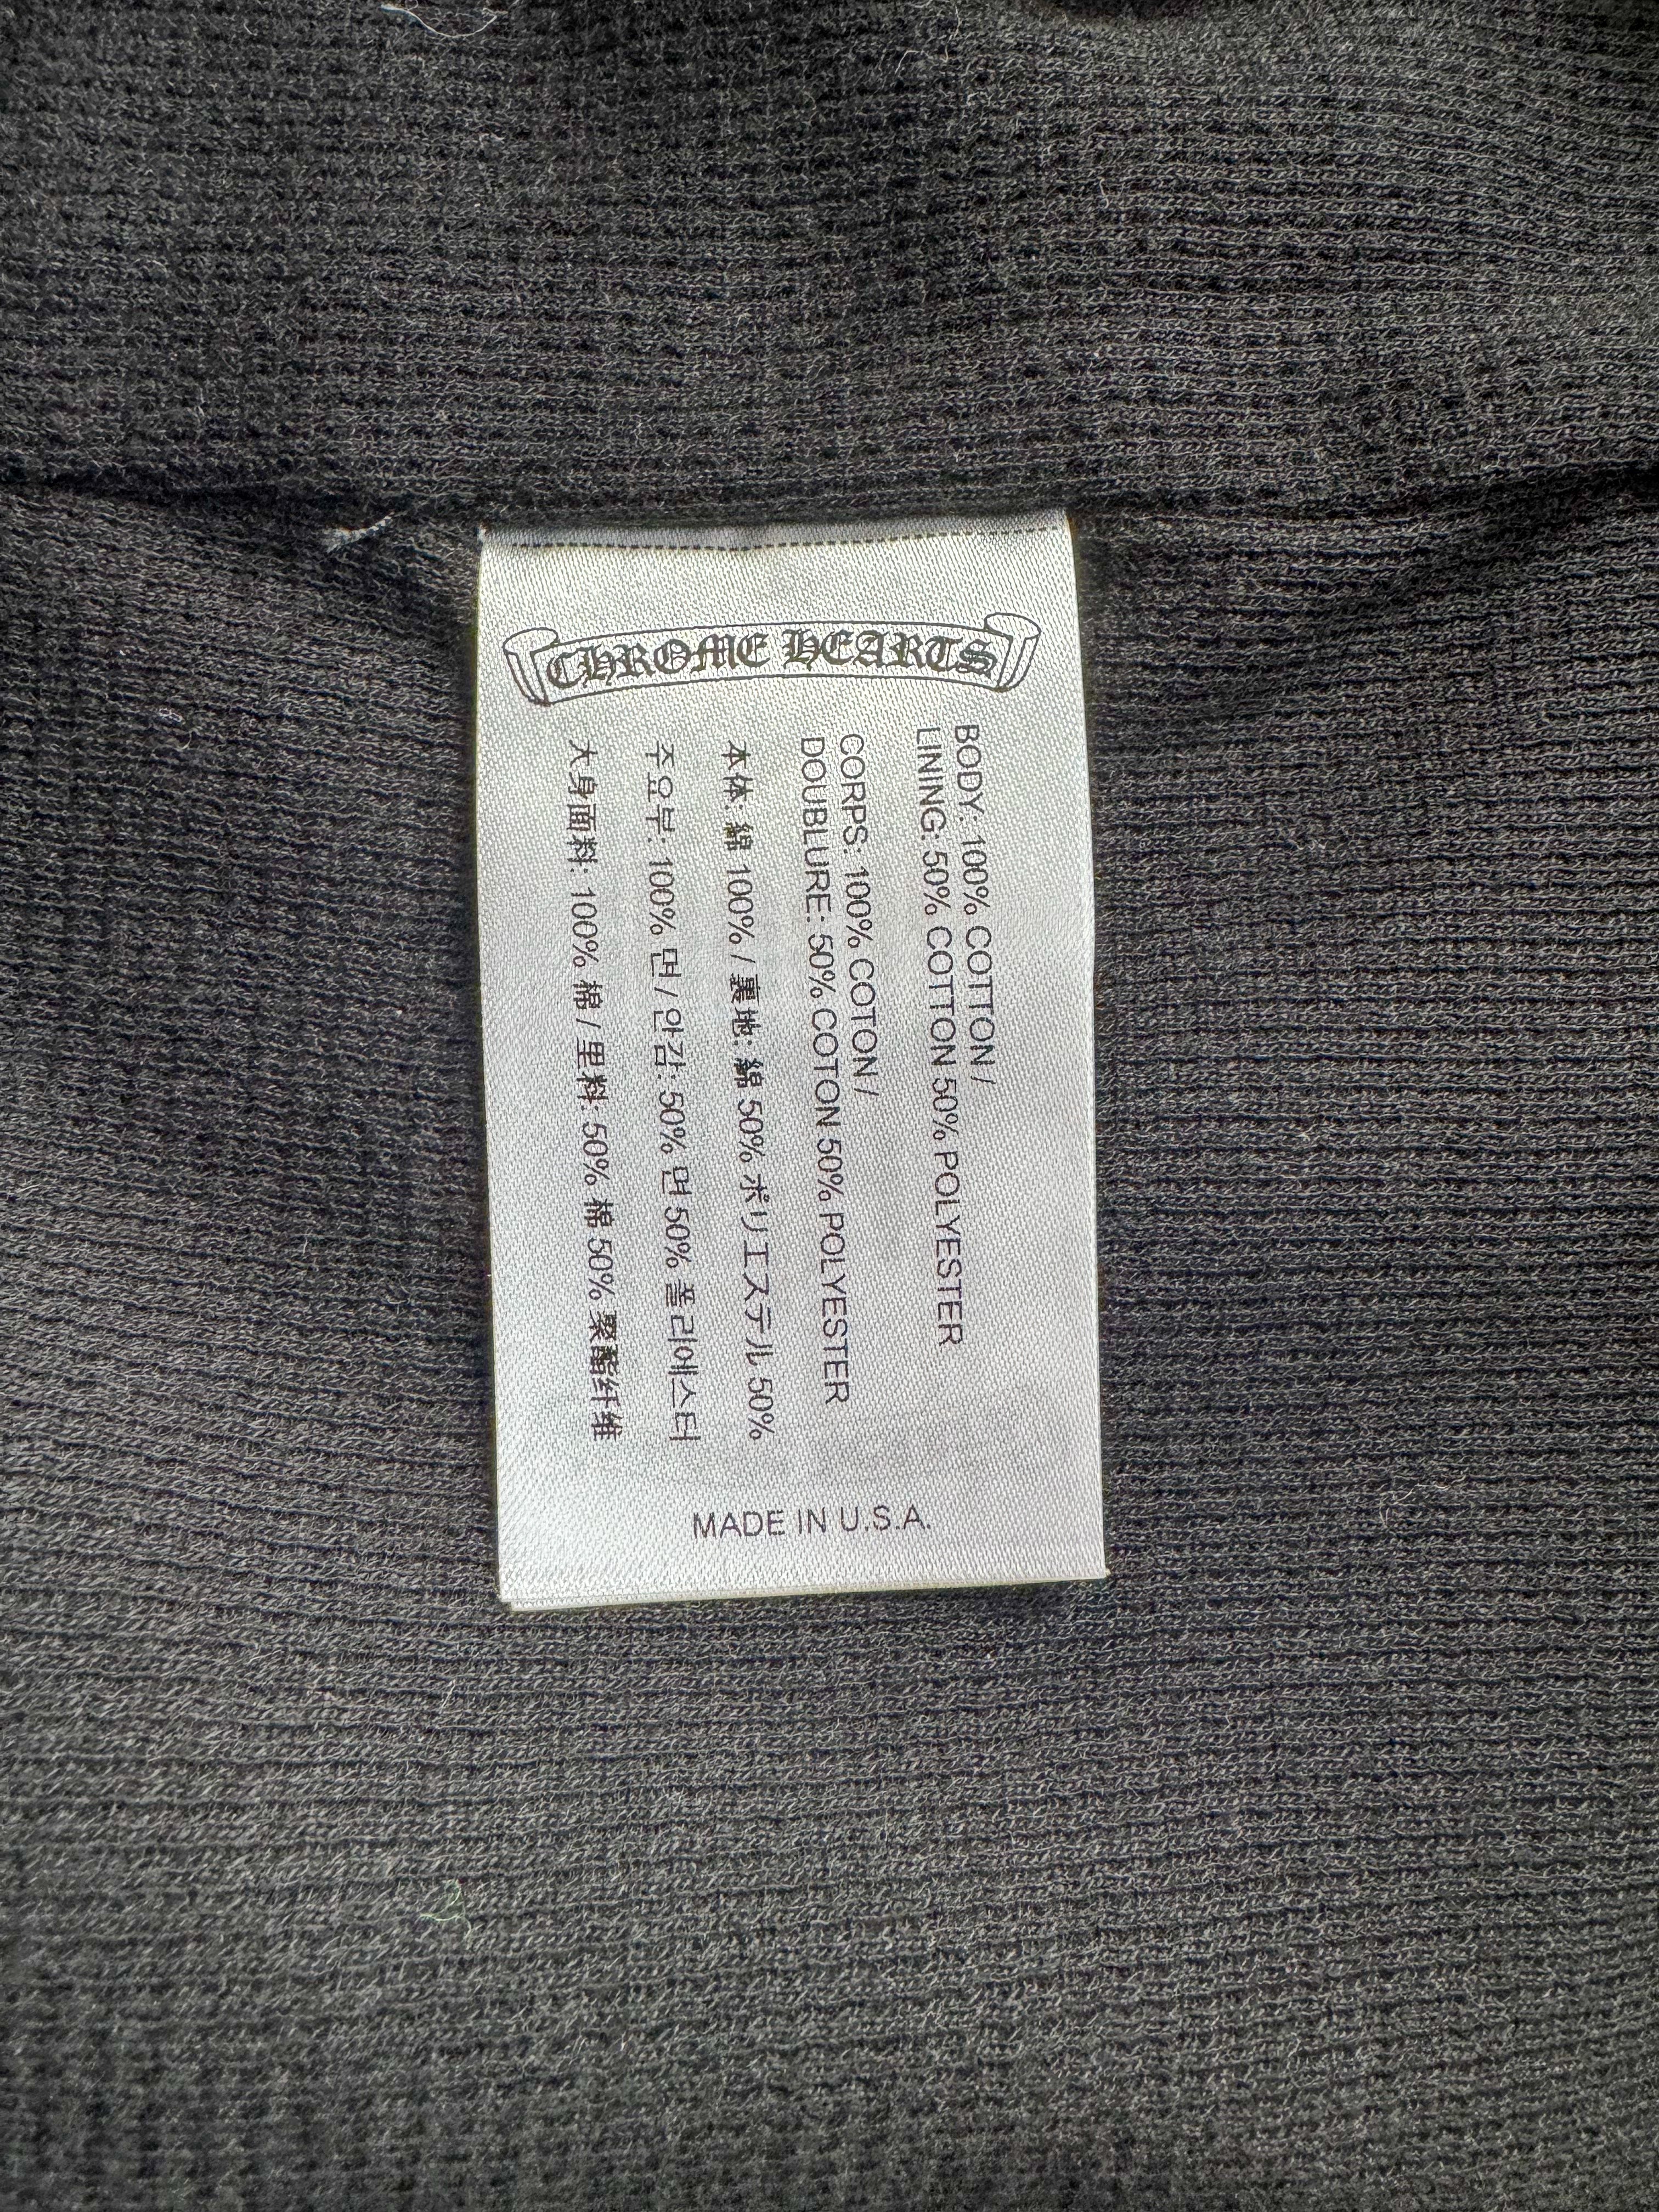 CHROME HEARTS
BODY: 100% COTTON /
LINING: 50% COTTON 50% POLYESTER
CORPS: 100% COTON /
DOUBLURE: 50% COTON 50% POLYESTER
本体: 綿 100% / 裏地: 綿 50% ポリエステル 50%
주요부: 100% 면 / 안감: 50% 면 50% 폴리에스터
大身面料: 100% 棉 / 里料: 50% 棉 50% 聚酯纤维
MADE IN U.S.A.